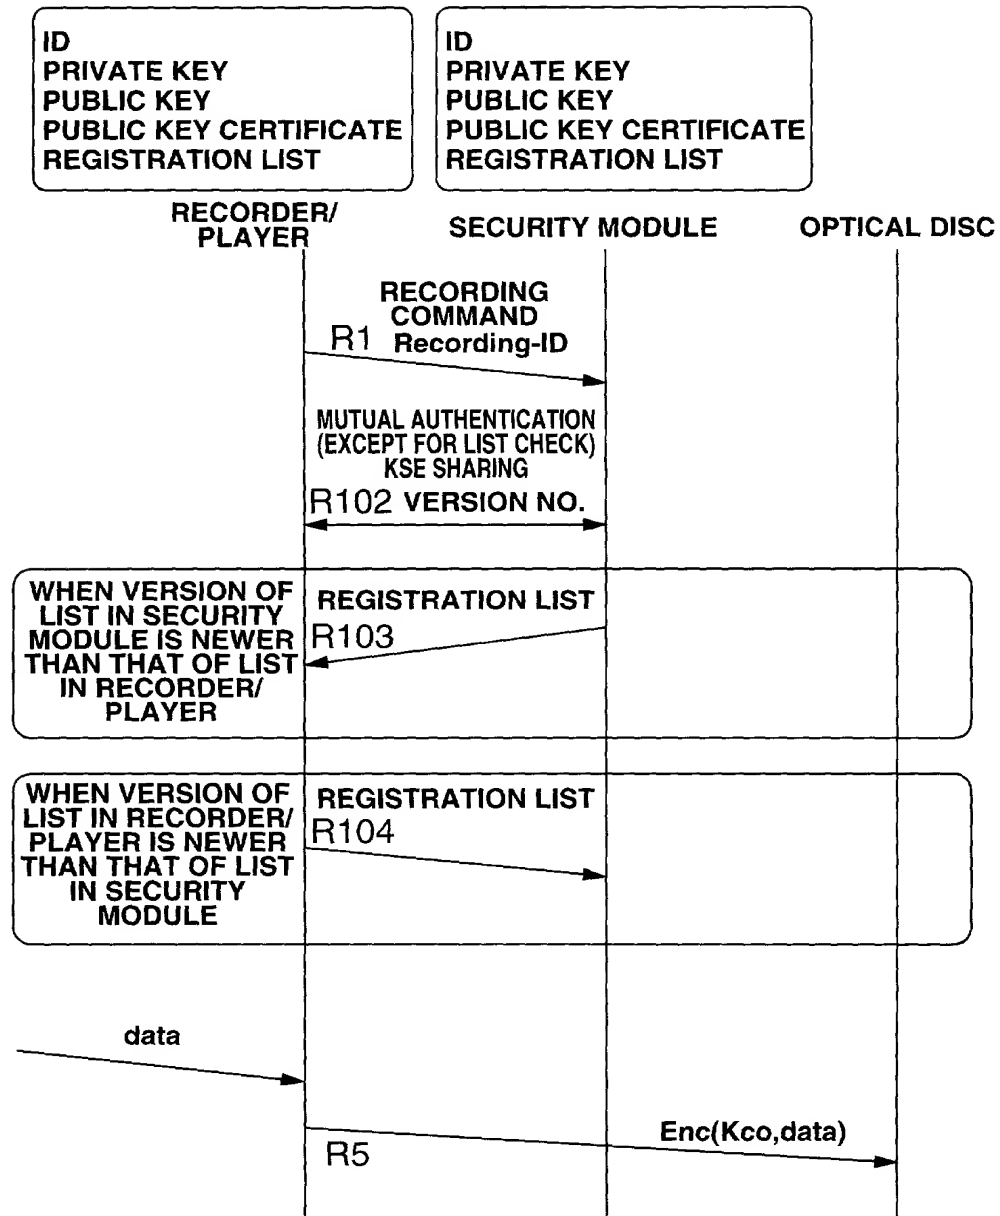 ID
PRIVATE KEY
PUBLIC KEY
PUBLIC KEY CERTIFICATE
REGISTRATION LIST
ID
PRIVATE KEY
PUBLIC KEY
PUBLIC KEY CERTIFICATE
REGISTRATION LIST
RECORDER/
PLAYER
SECURITY MODULE
OPTICAL DISC
RECORDING
COMMAND
R1 Recording-ID
MUTUAL AUTHENTICATION
(EXCEPT FOR LIST CHECK)
KSE SHARING
R102 VERSION NO.
WHEN VERSION OF
LIST IN SECURITY
MODULE IS NEWER
THAN THAT OF LIST
IN RECORDER/
PLAYER
REGISTRATION LIST
R103
WHEN VERSION OF
LIST IN RECORDER/
PLAYER IS NEWER
THAN THAT OF LIST
IN SECURITY
MODULE
REGISTRATION LIST
R104
data
Enc(Kco,data)
R5